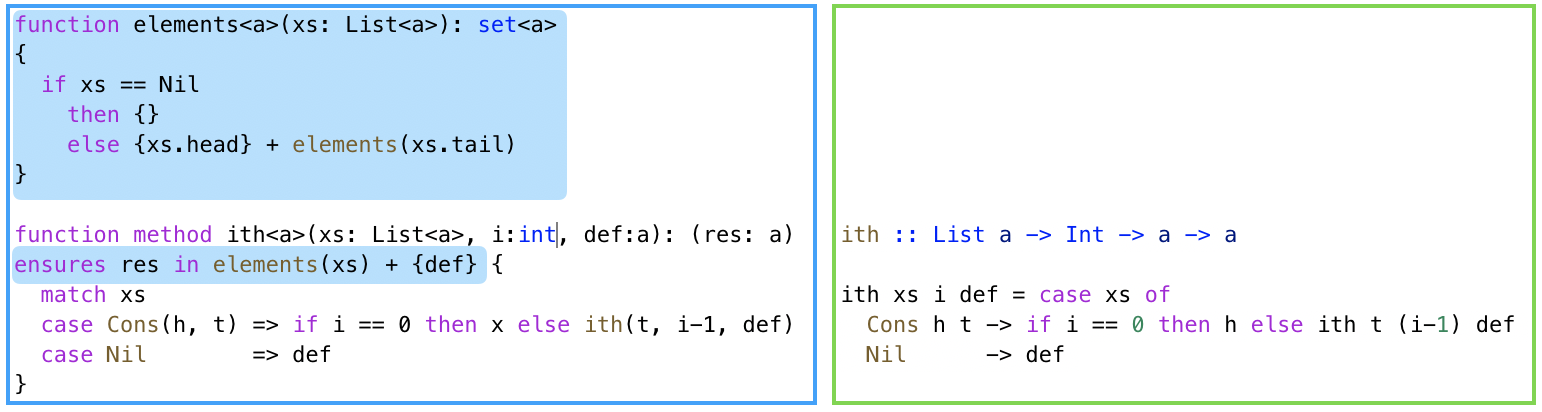 function elements<a>(xs: List<a>): set<a>
{
  if xs == Nil
    then {}
    else {xs.head} + elements(xs.tail)
}
function method ith<a>(xs: List<a>, i:int, def:a): (res: a)
ensures res in elements(xs) + {def} {
  match xs
  case Cons(h, t) => if i == 0 then x else ith(t, i-1, def)
  case Nil        => def
}
ith :: List a -> Int -> a -> a
ith xs i def = case xs of
  Cons h t -> if i == 0 then h else ith t (i-1) def
  Nil      -> def